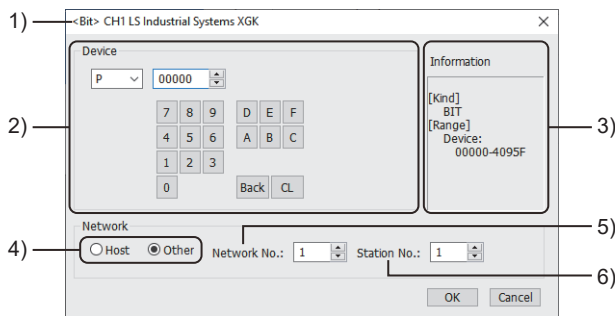 1)
<Bit> CH1 LS Industrial Systems XGK
Device
P 00000
7 8 9 D E F
4 5 6 A B C
1 2 3
0 Back CL
2)
Information
[Kind]
BIT
[Range]
Device:
00000-4095F
3)
Network
4)
Host Other Network No.: 1 Station No.: 1
5)
6)
OK Cancel